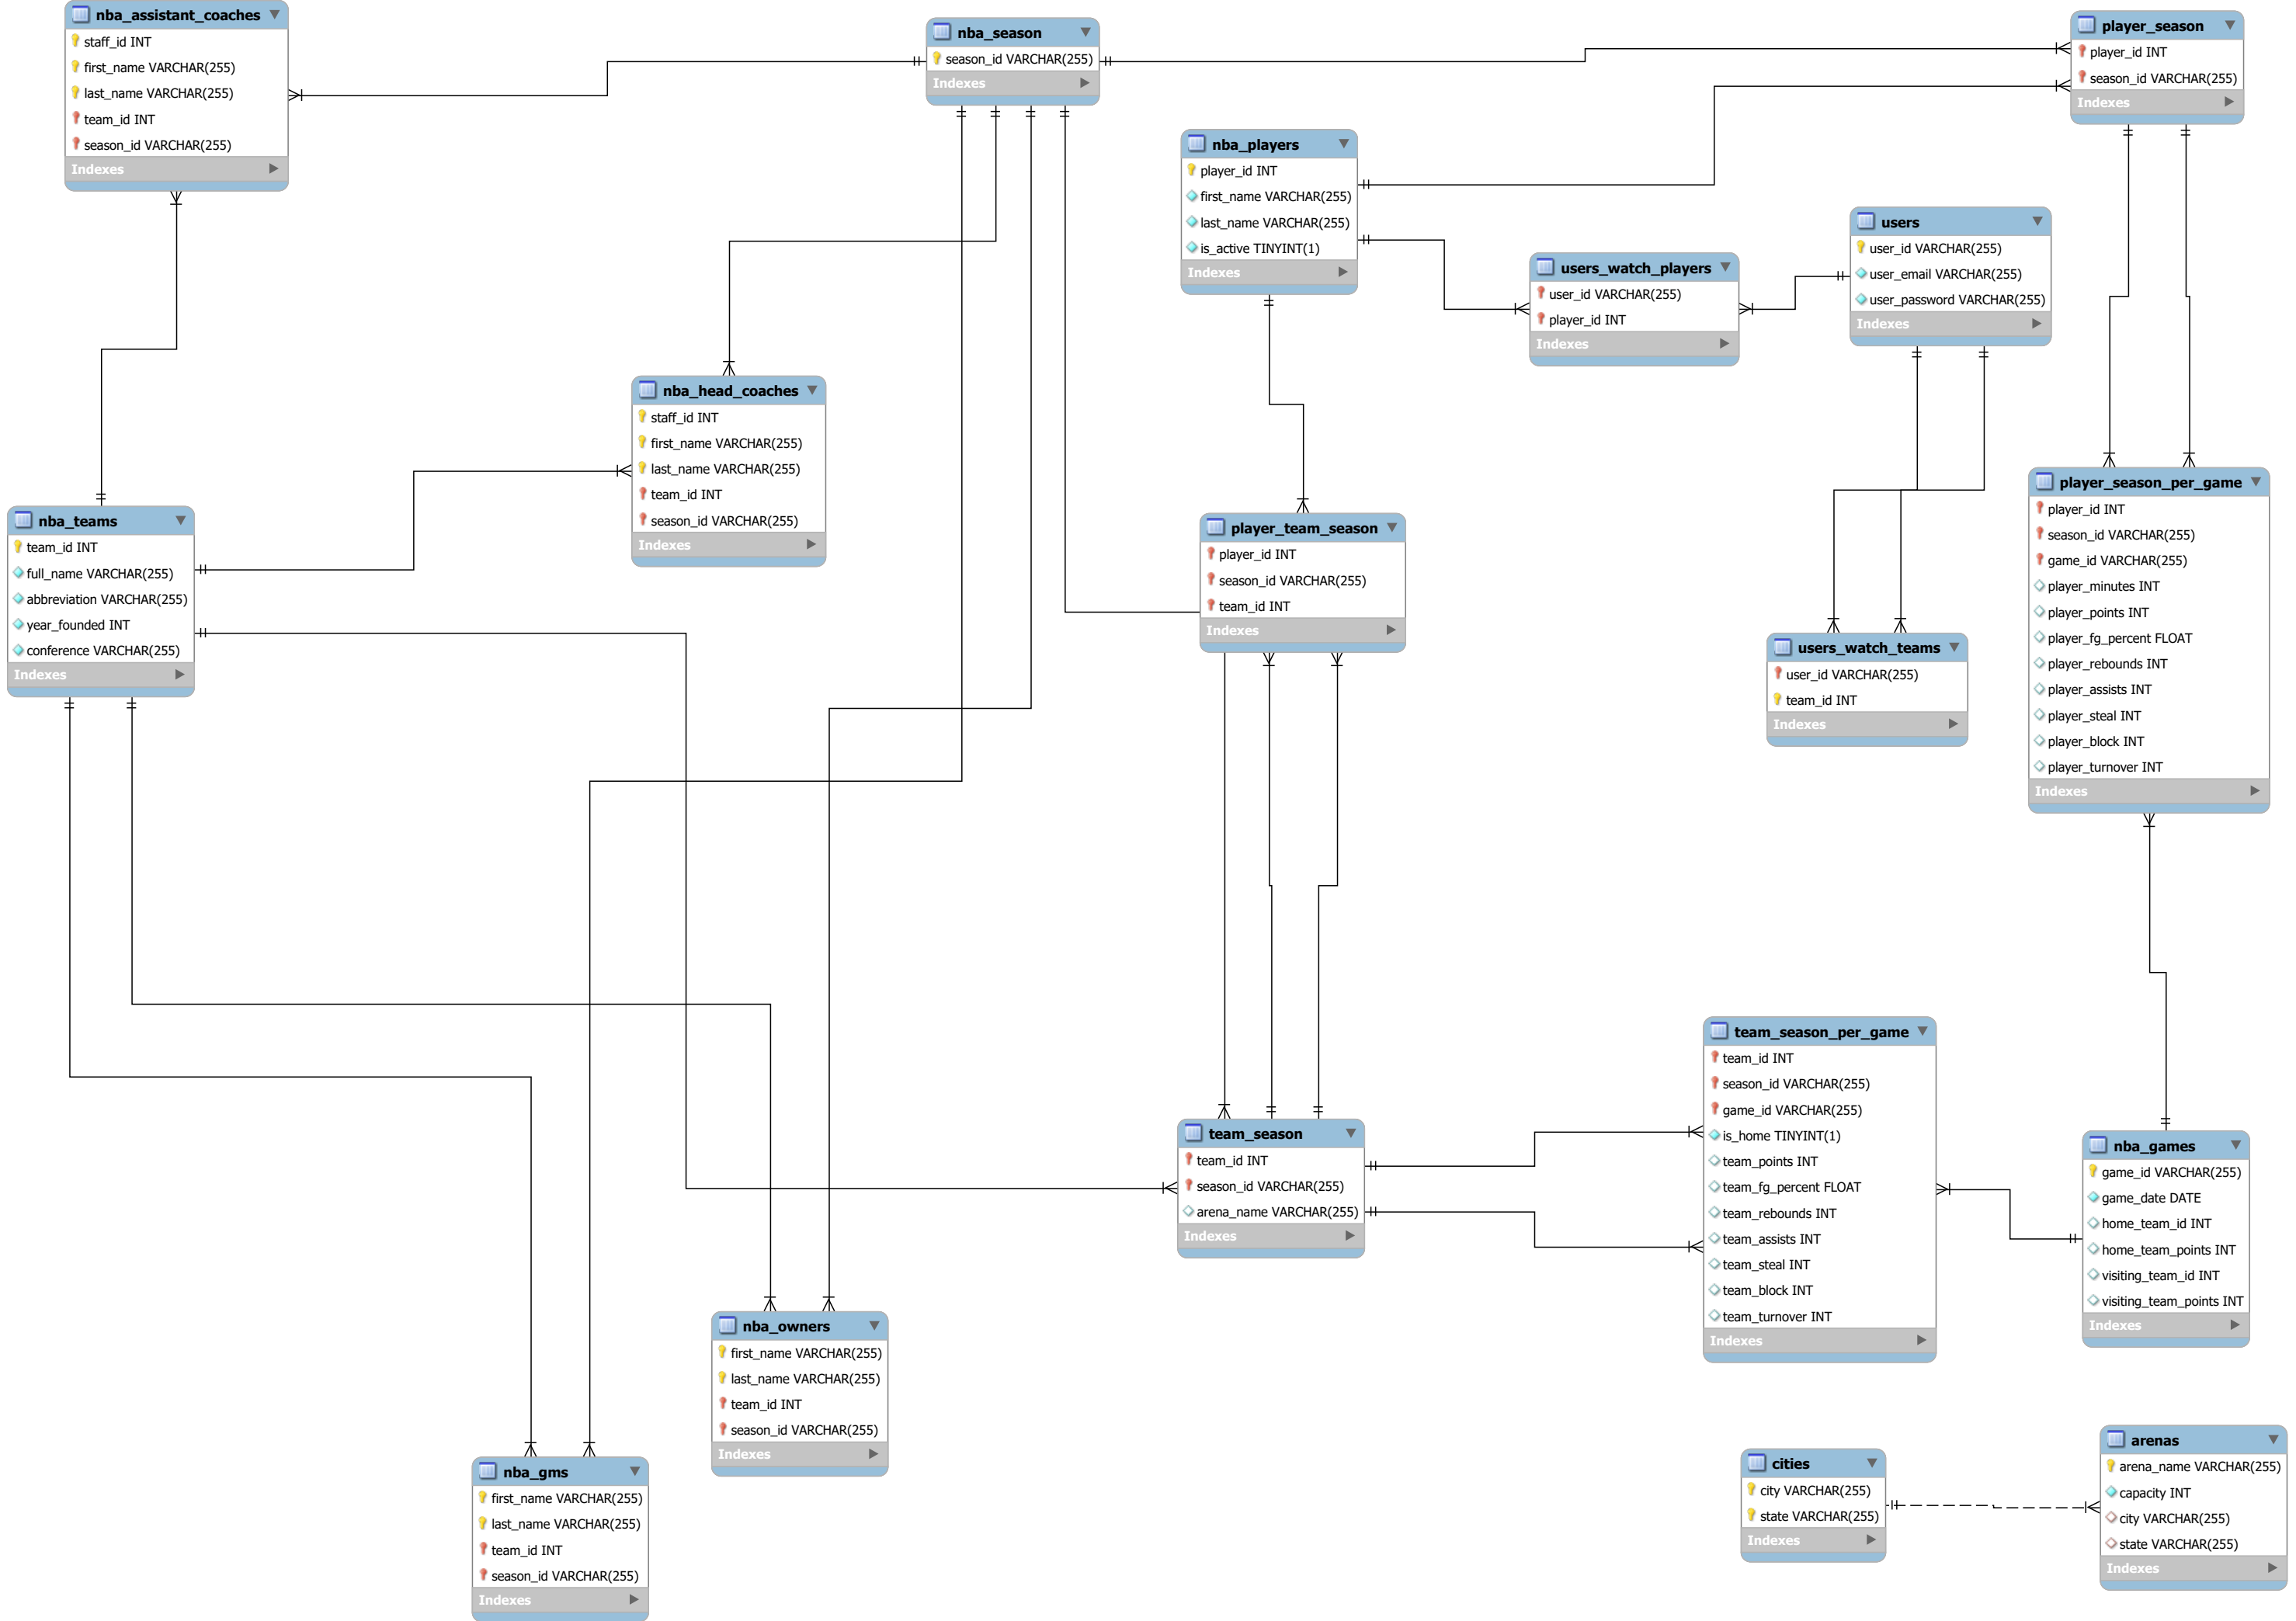 nba_assistant_coaches
staff_id INT
first_name VARCHAR(255)
last_name VARCHAR(255)
team_id INT
season_id VARCHAR(255)
Indexes
nba_season
season_id VARCHAR(255)
Indexes
player_season
player_id INT
season_id VARCHAR(255)
Indexes
nba_players
player_id INT
first_name VARCHAR(255)
last_name VARCHAR(255)
is_active TINYINT(1)
Indexes
users
user_id VARCHAR(255)
user_email VARCHAR(255)
user_password VARCHAR(255)
Indexes
users_watch_players
user_id VARCHAR(255)
player_id INT
Indexes
nba_head_coaches
staff_id INT
first_name VARCHAR(255)
last_name VARCHAR(255)
team_id INT
season_id VARCHAR(255)
Indexes
nba_teams
team_id INT
full_name VARCHAR(255)
abbreviation VARCHAR(255)
year_founded INT
conference VARCHAR(255)
Indexes
player_team_season
player_id INT
season_id VARCHAR(255)
team_id INT
Indexes
player_season_per_game
player_id INT
season_id VARCHAR(255)
game_id VARCHAR(255)
player_minutes INT
player_points INT
player_fg_percent FLOAT
player_rebounds INT
player_assists INT
player_steal INT
player_block INT
player_turnover INT
Indexes
users_watch_teams
user_id VARCHAR(255)
team_id INT
Indexes
team_season_per_game
team_id INT
season_id VARCHAR(255)
game_id VARCHAR(255)
is_home TINYINT(1)
team_points INT
team_fg_percent FLOAT
team_rebounds INT
team_assists INT
team_steal INT
team_block INT
team_turnover INT
Indexes
team_season
team_id INT
season_id VARCHAR(255)
arena_name VARCHAR(255)
Indexes
nba_games
game_id VARCHAR(255)
game_date DATE
home_team_id INT
home_team_points INT
visiting_team_id INT
visiting_team_points INT
Indexes
nba_owners
first_name VARCHAR(255)
last_name VARCHAR(255)
team_id INT
season_id VARCHAR(255)
Indexes
nba_gms
first_name VARCHAR(255)
last_name VARCHAR(255)
team_id INT
season_id VARCHAR(255)
Indexes
cities
city VARCHAR(255)
state VARCHAR(255)
Indexes
arenas
arena_name VARCHAR(255)
capacity INT
city VARCHAR(255)
state VARCHAR(255)
Indexes